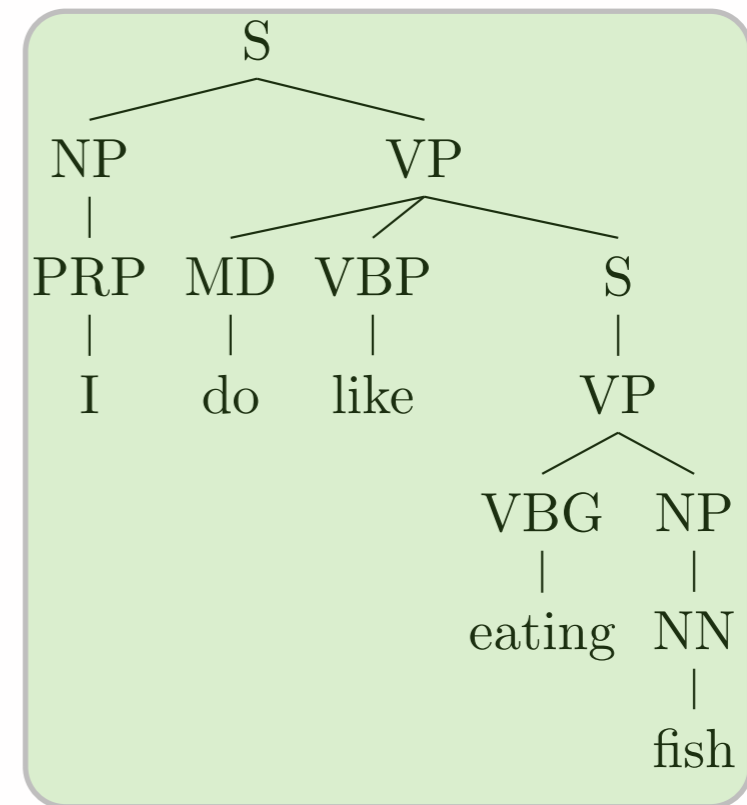 S
NP VP
PRP MD VBP S
I do like VP
VBG NP
eating NN
fish